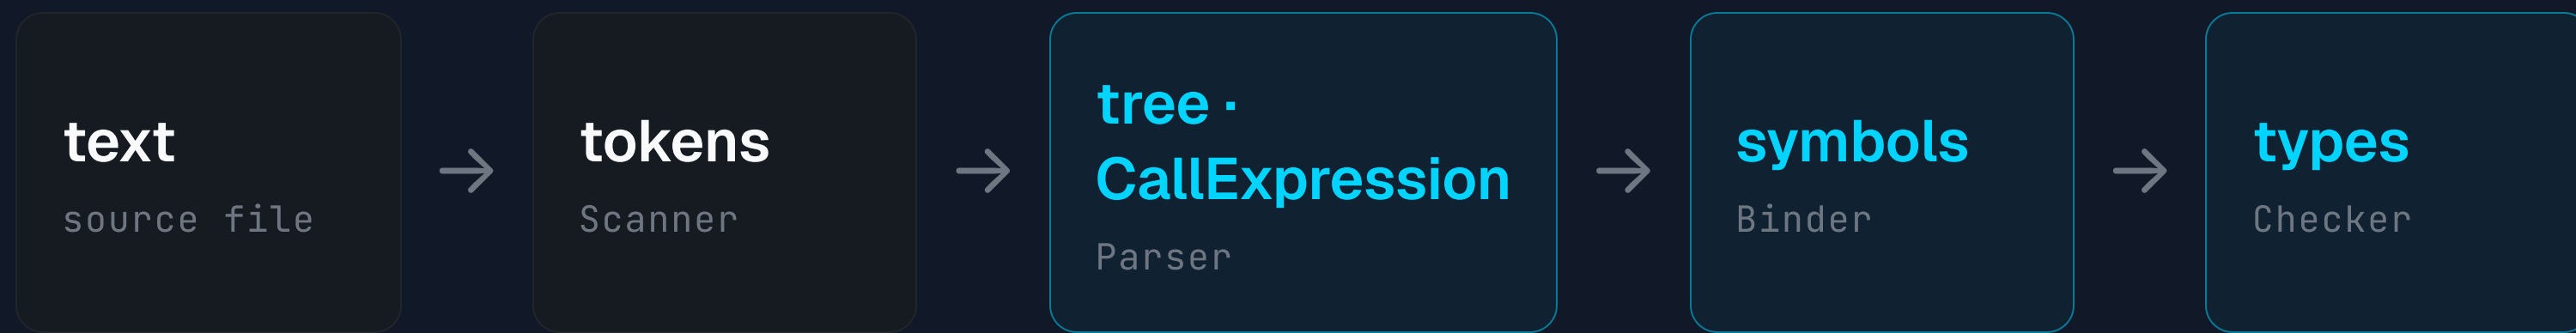 text
source file
tokens
Scanner
tree ·
CallExpression
Parser
symbols
Binder
types
Checker